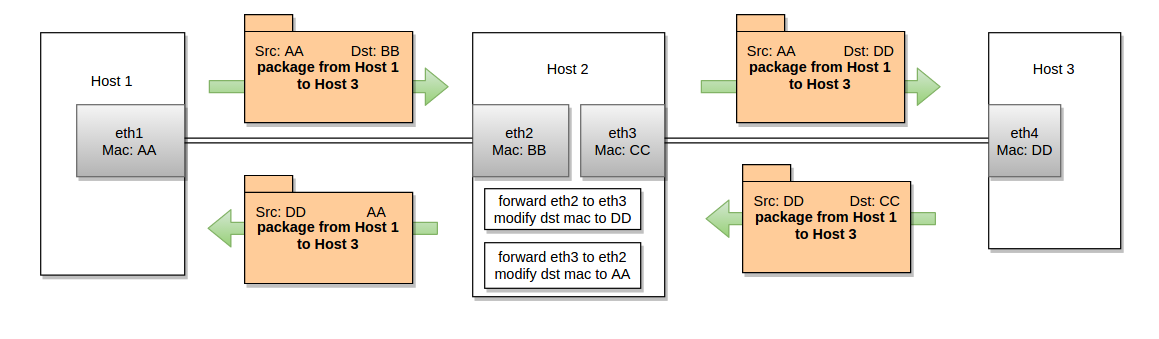 Host 1
eth1
Mac: AA
Src: AA Dst: BB
package from Host 1
to Host 3
Src: DD AA
package from Host 1
to Host 3
Host 2
eth2
Mac: BB
eth3
Mac: CC
forward eth2 to eth3
modify dst mac to DD
forward eth3 to eth2
modify dst mac to AA
Src: AA Dst: DD
package from Host 1
to Host 3
Src: DD Dst: CC
package from Host 1
to Host 3
Host 3
eth4
Mac: DD